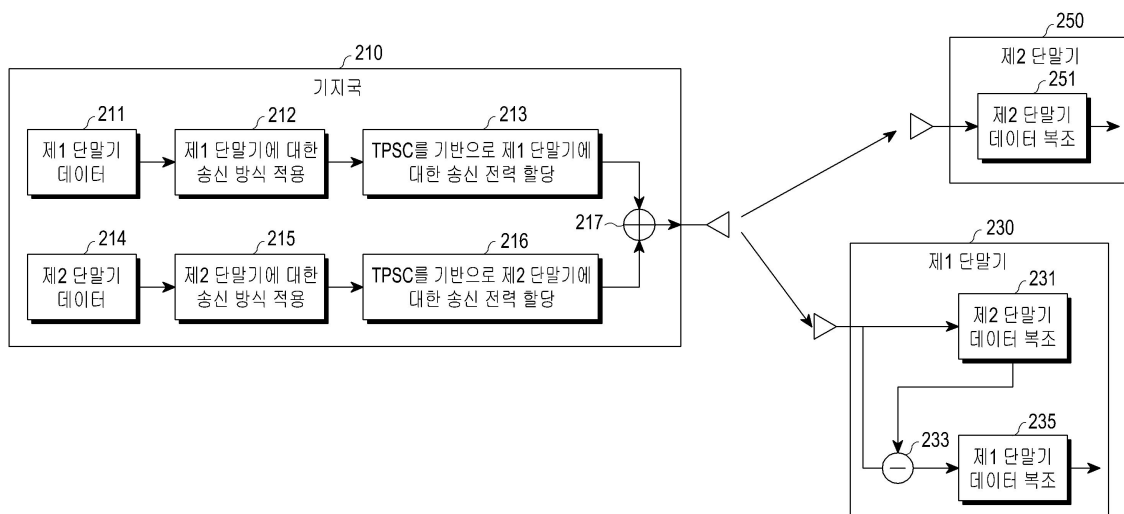 210
기지국
211
제1 단말기
데이터
212
제1 단말기에 대한
송신 방식 적용
213
TPSC를 기반으로 제1 단말기에
대한 송신 전력 할당
214
제2 단말기
데이터
215
제2 단말기에 대한
송신 방식 적용
216
TPSC를 기반으로 제2 단말기에
대한 송신 전력 할당
217
250
제2 단말기
251
제2 단말기
데이터 복조
230
제1 단말기
231
제2 단말기
데이터 복조
233
235
제1 단말기
데이터 복조